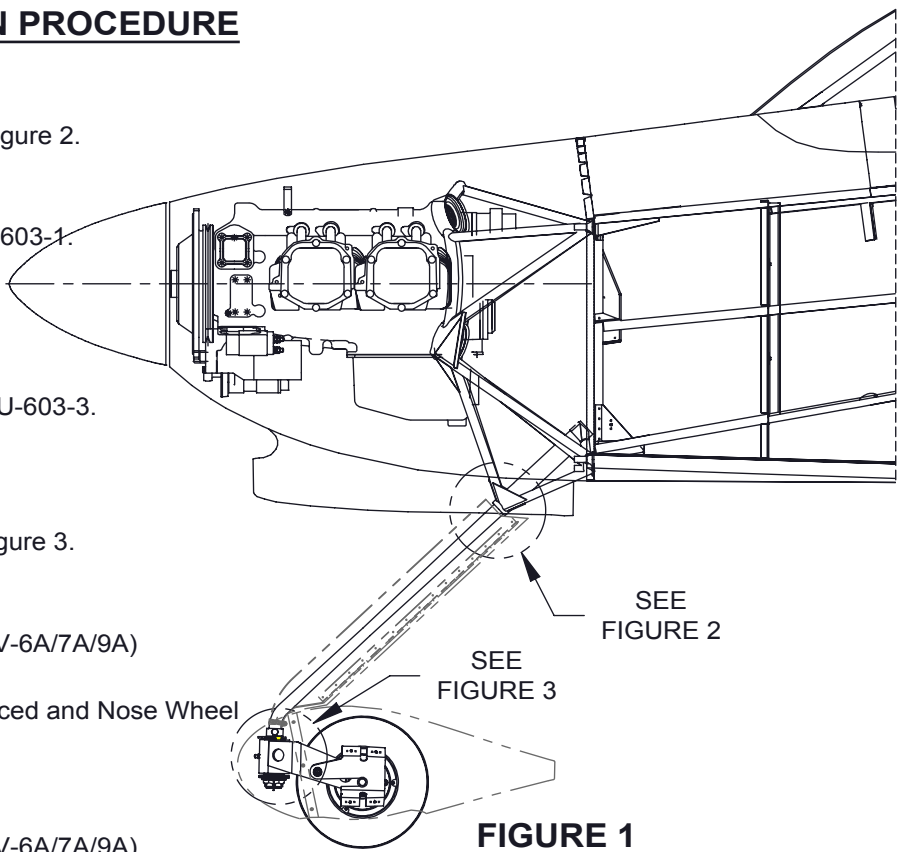 N PROCEDURE
gure 2.
603-1.
U-603-3.
gure 3.
V-6A/7A/9A)
ced and Nose Wheel
V-6A/7A/9A)
SEE
FIGURE 2
SEE
FIGURE 3
FIGURE 1